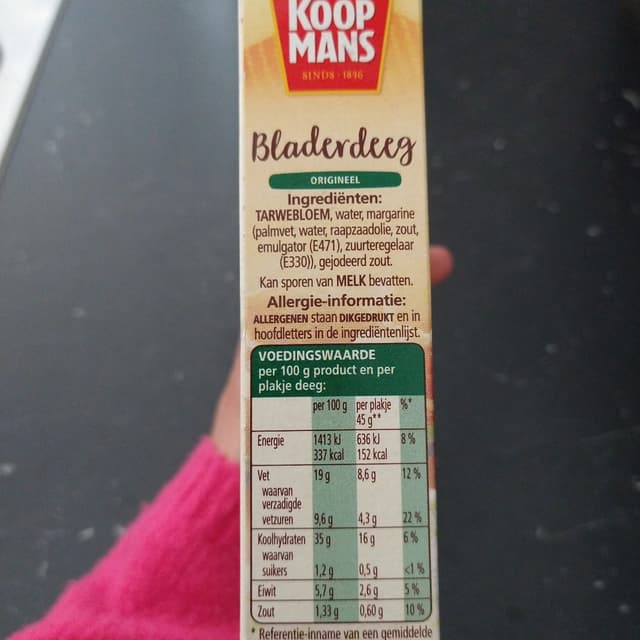 KOOP
MANS
SINDS · 1846
Bladerdeeg
ORIGINEEL
Ingrediënten:
TARWEBLOEM, water, margarine
(palmvet, water, raapzaadolie, zout,
emulgator (E471), zuurteregelaar
(E330)), gejodeerd zout.
Kan sporen van MELK bevatten.
Allergie-informatie:
ALLERGENEN staan DIKGEDRUKT en in
hoofdletters in de ingrediëntenlijst.
VOEDINGSWAARDE
per 100 g product en per
plakje deeg:
per 100 g per plakje %*
45 g**
Energie 1413 kJ 636 kJ 8 %
337 kcal 152 kcal
Vet 19 g 8,6 g 12 %
waarvan
verzadigde
vetzuren 9,6 g 4,3 g 22 %
Koolhydraten 35 g 16 g 6 %
waarvan
suikers 1,2 g 0,5 g <1 %
Eiwit 5,7 g 2,6 g 5 %
Zout 1,33 g 0,60 g 10 %
* Referentie-inname van een gemiddelde